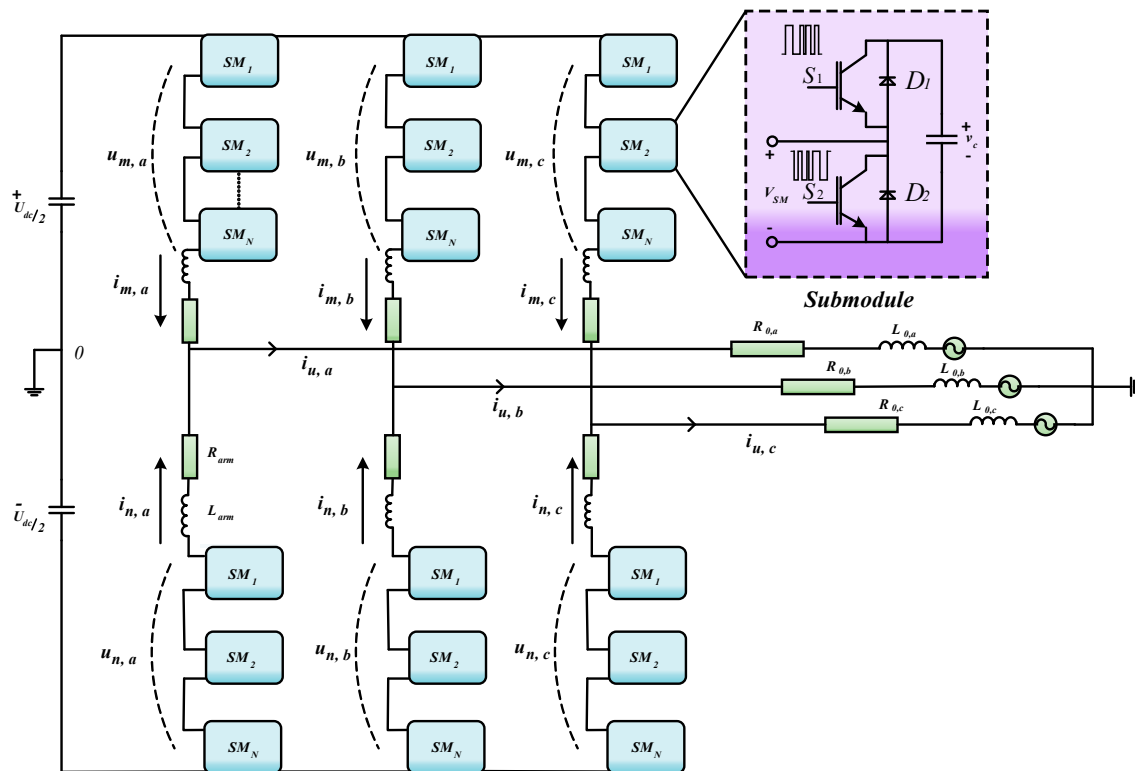 SM1 SM1 SM1
S1 D1
+
vc
-
um, a um, b um, c
SM2 SM2 SM2
+
VSM S2 D2
-
+
Udc/2
SMN SMN SMN
im, a im, b im, c
Submodule
0
R0,a L0,a
iu, a
R0,b L0,b
iu, b
R0,c L0,c
iu, c
Rarm
in, a in, b in, c
Larm
-
Udc/2
SM1 SM1 SM1
un, a un, b un, c
SM2 SM2 SM2
SMN SMN SMN